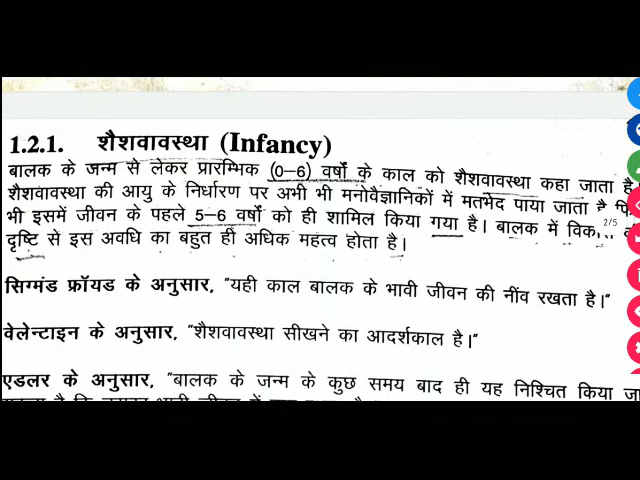 1.2.1. शैशवावस्था (Infancy)
बालक के जन्म से लेकर प्रारम्भिक (0–6) वर्षों के काल को शैशवावस्था कहा जाता है
शैशवावस्था की आयु के निर्धारण पर अभी भी मनोवैज्ञानिकों में मतभेद पाया जाता है
भी इसमें जीवन के पहले 5–6 वर्षों को ही शामिल किया गया है। बालक में
2/5
दृष्टि से इस अवधि का बहुत ही अधिक महत्व होता है।
सिग्मंड फ्रॉयड के अनुसार, "यही काल बालक के भावी जीवन की नींव रखता है।"
वेलेन्टाइन के अनुसार, "शैशवावस्था सीखने का आदर्शकाल है।"
एडलर के अनुसार, "बालक के जन्म के कुछ समय बाद ही यह निश्चित किया जा